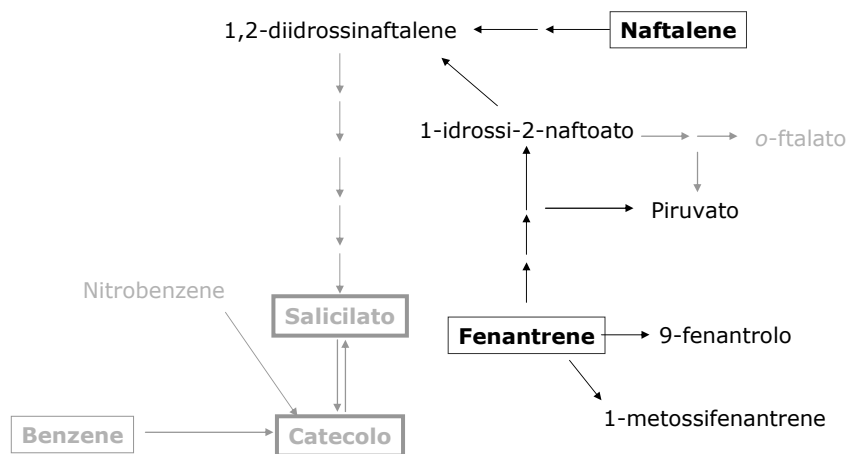 1,2-diidrossinaftalene
Naftalene
1-idrossi-2-naftoato
o-ftalato
Piruvato
Nitrobenzene
Salicilato
Fenantrene
9-fenantrolo
1-metossifenantrene
Benzene
Catecolo